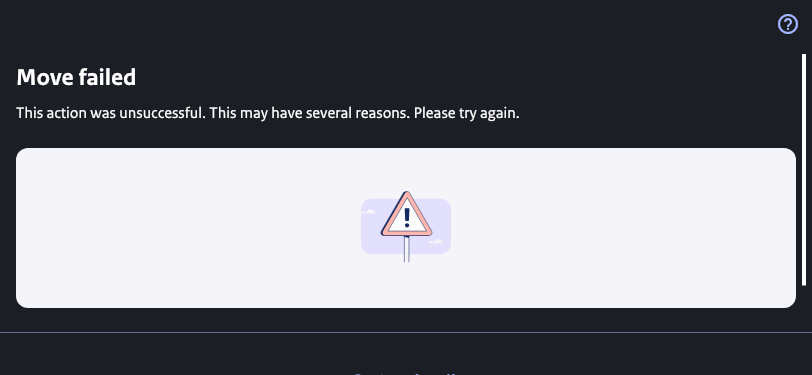 Move failed
This action was unsuccessful. This may have several reasons. Please try again.